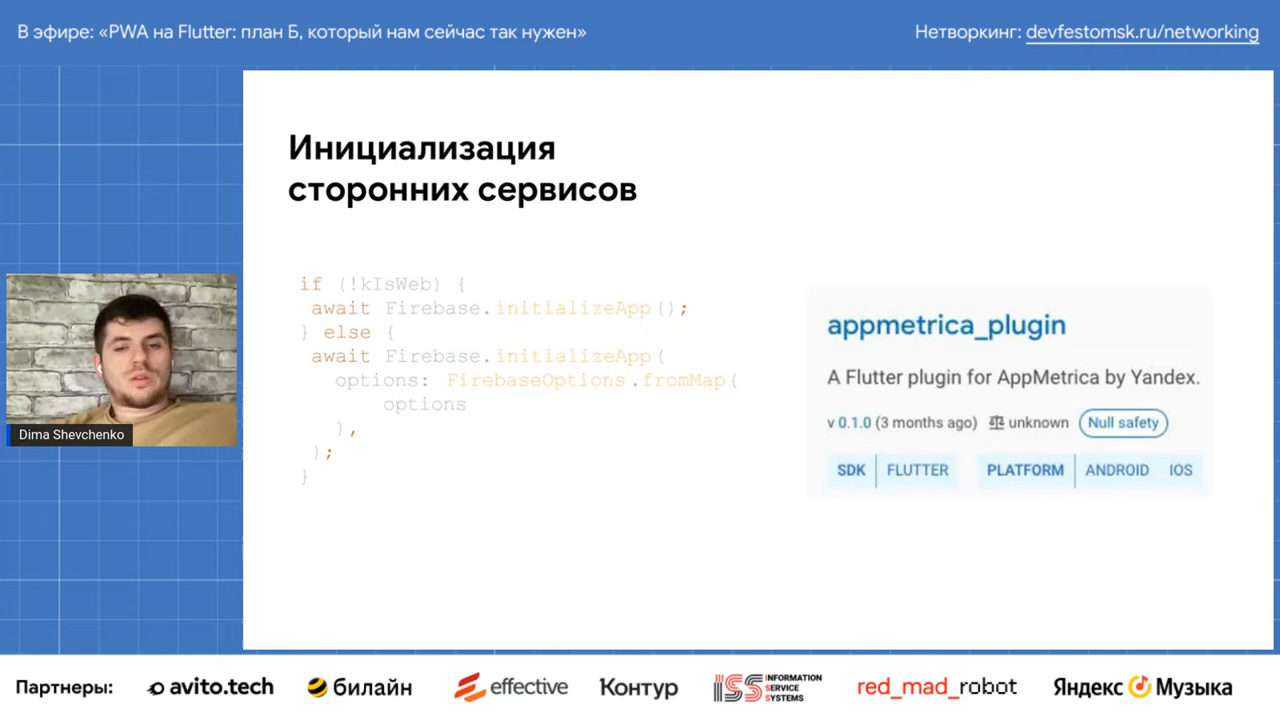 В эфире: «PWA на Flutter: план Б, который нам сейчас так нужен»
Нетворкинг: devfestomsk.ru/networking
Инициализация
сторонних сервисов
if (!kIsWeb) {
await Firebase.initializeApp();
} else {
await Firebase.initializeApp(
options: FirebaseOptions.fromMap(
options
),
);
}
appmetrica_plugin
A Flutter plugin for AppMetrica by Yandex.
v 0.1.0 (3 months ago) unknown Null safety
SDK FLUTTER PLATFORM ANDROID IOS
Dima Shevchenko
Партнеры: avito.tech билайн effective Контур ISS INFORMATION SERVICE SYSTEMS red_mad_robot Яндекс Музыка